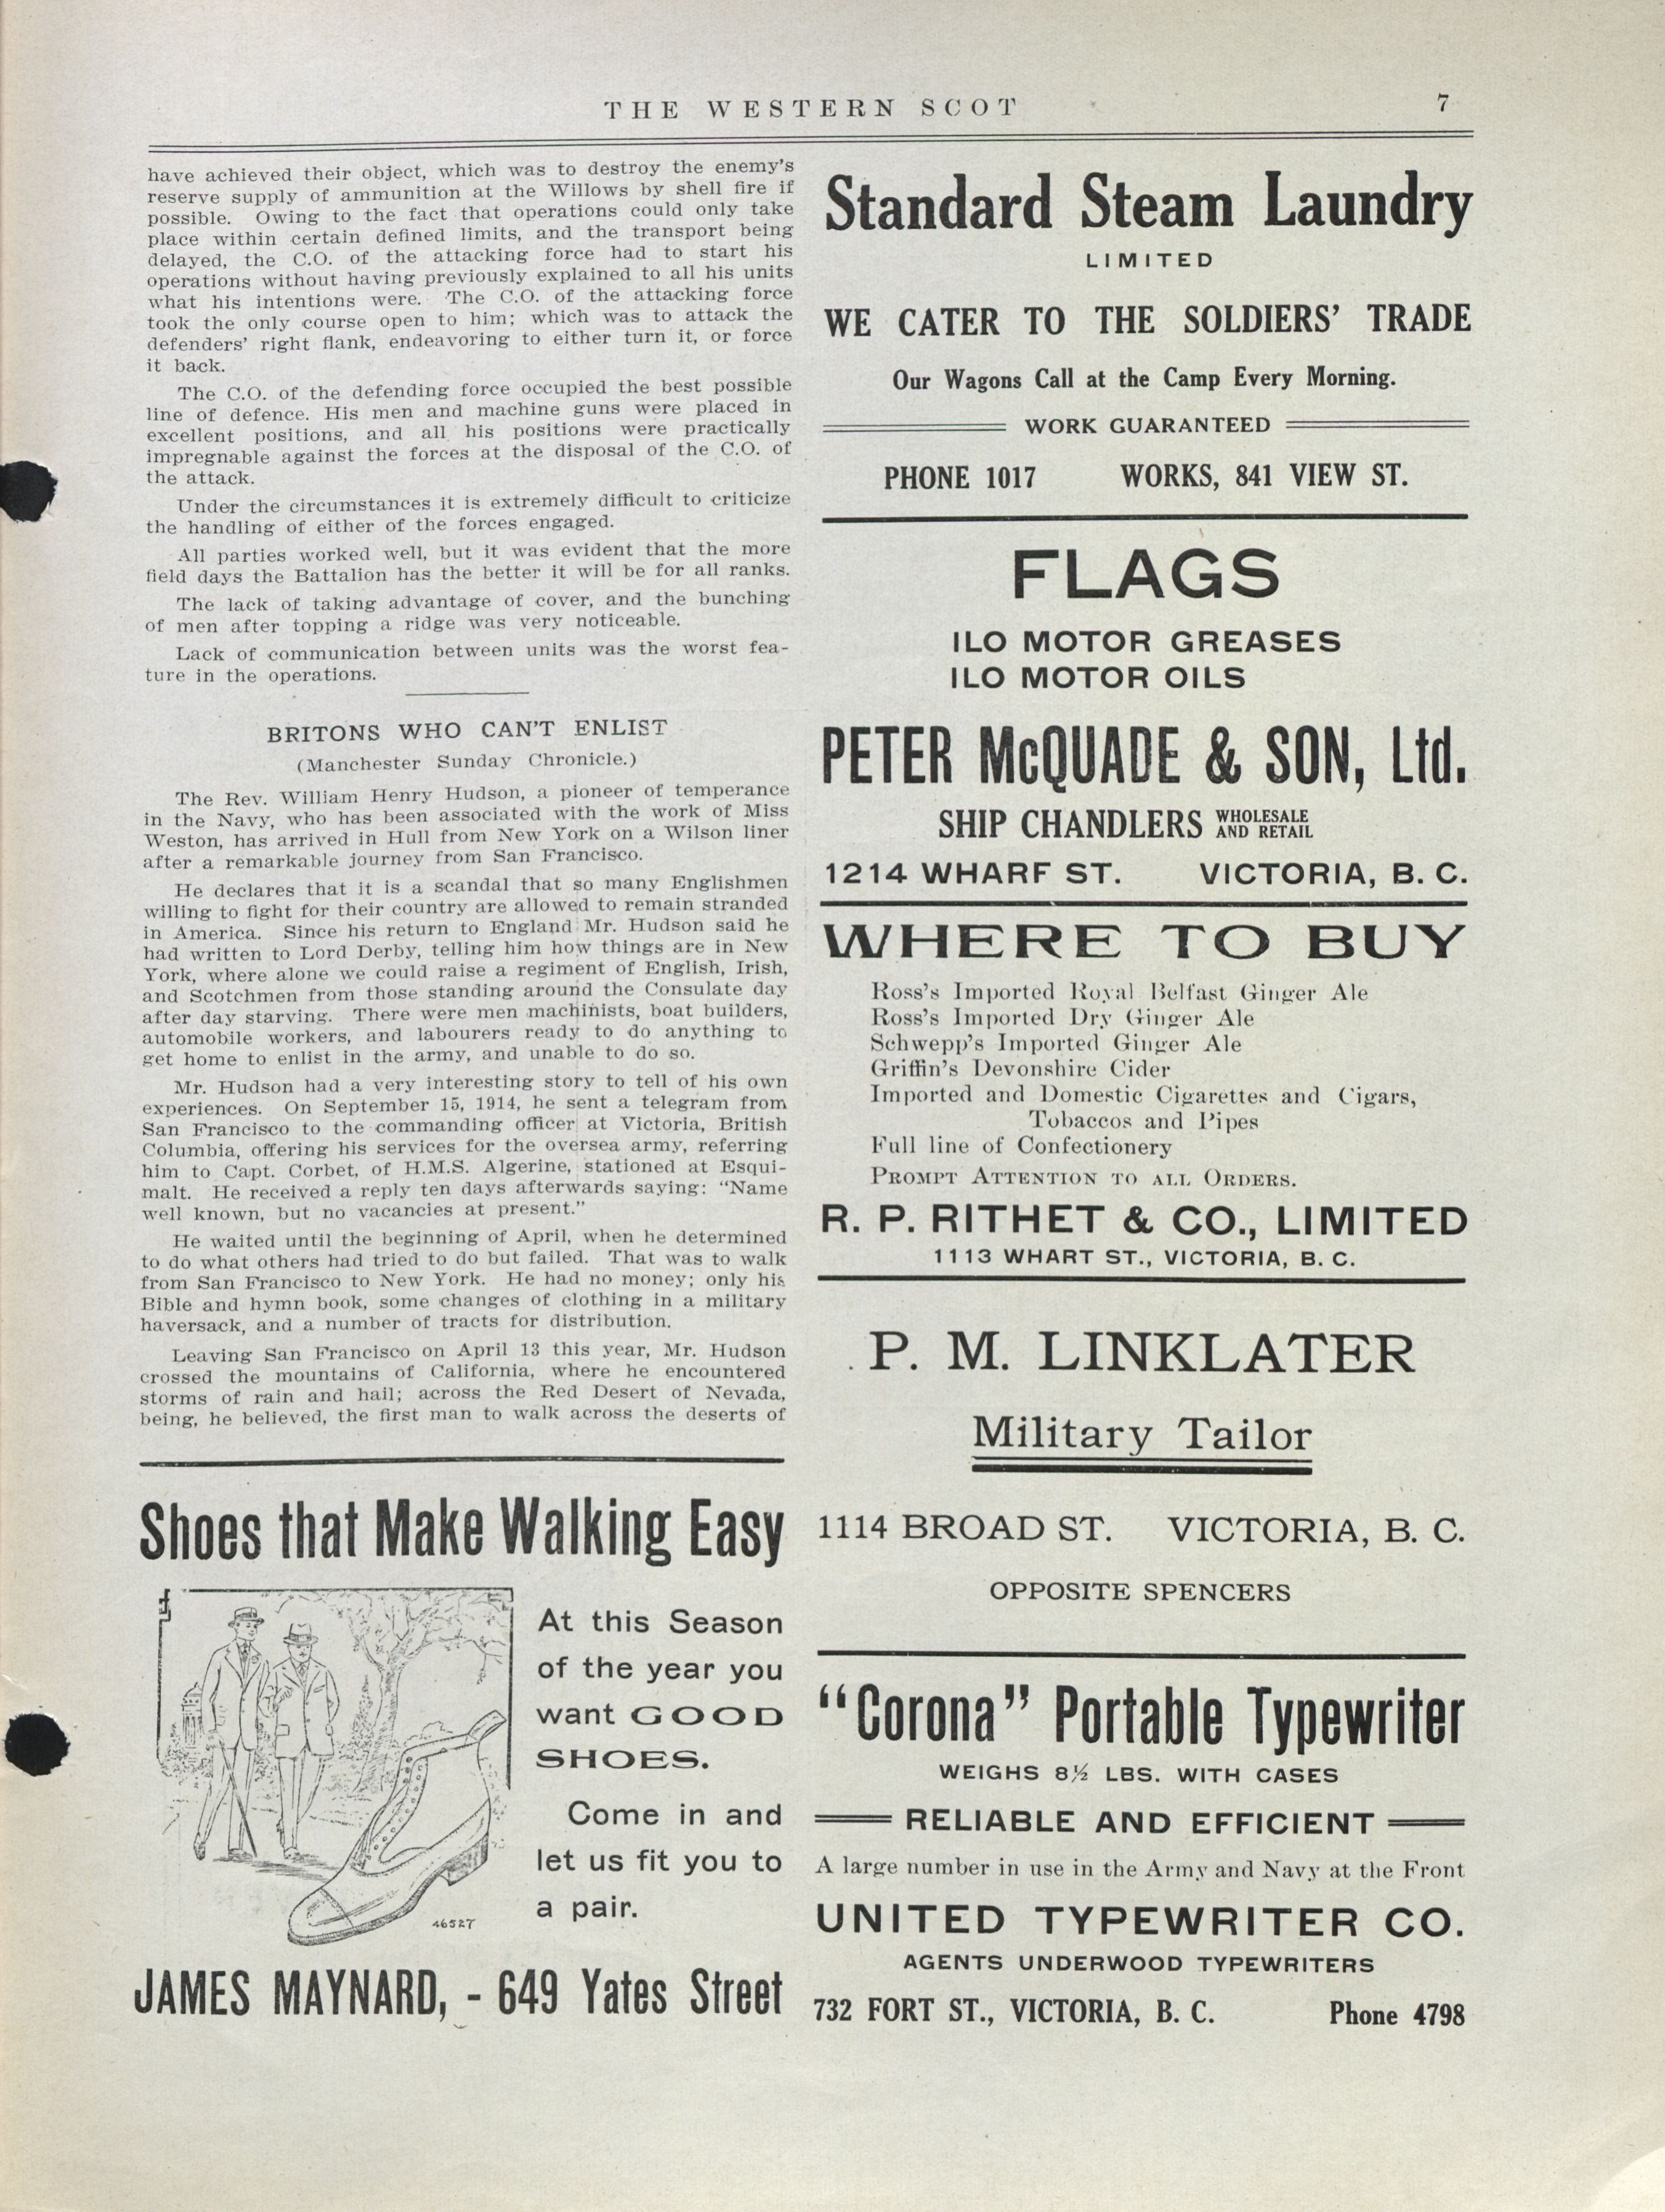 THE WESTERN SCOT
7
have achieved their object, which was to destroy the enemy's
reserve supply of ammunition at the Willows by shell fire if
possible. Owing to the fact that operations could only take
place within certain defined limits, and the transport being
delayed, the C.O. of the attacking force had to start his
operations without having previously explained to all his units
what his intentions were. The C.O. of the attacking force
took the only course open to him; which was to attack the
defenders' right flank, endeavoring to either turn it, or force
it back.
The C.O. of the defending force occupied the best possible
line of defence. His men and machine guns were placed in
excellent positions, and all his positions were practically
impregnable against the forces at the disposal of the C.O. of
the attack.
Under the circumstances it is extremely difficult to criticize
the handling of either of the forces engaged.
All parties worked well, but it was evident that the more
field days the Battalion has the better it will be for all ranks.
The lack of taking advantage of cover, and the bunching
of men after topping a ridge was very noticeable.
Lack of communication between units was the worst fea-
ture in the operations.
BRITONS WHO CAN'T ENLIST
(Manchester Sunday Chronicle.)
The Rev. William Henry Hudson, a pioneer of temperance
in the Navy, who has been associated with the work of Miss
Weston, has arrived in Hull from New York on a Wilson liner
after a remarkable journey from San Francisco.
He declares that it is a scandal that so many Englishmen
willing to fight for their country are allowed to remain stranded
in America. Since his return to England Mr. Hudson said he
had written to Lord Derby, telling him how things are in New
York, where alone we could raise a regiment of English, Irish,
and Scotchmen from those standing around the Consulate day
after day starving. There were men machinists, boat builders,
automobile workers, and labourers ready to do anything to
get home to enlist in the army, and unable to do so.
Mr. Hudson had a very interesting story to tell of his own
experiences. On September 15, 1914, he sent a telegram from
San Francisco to the commanding officer at Victoria, British
Columbia, offering his services for the oversea army, referring
him to Capt. Corbet, of H.M.S. Algerine, stationed at Esqui-
malt. He received a reply ten days afterwards saying: "Name
well known, but no vacancies at present."
He waited until the beginning of April, when he determined
to do what others had tried to do but failed. That was to walk
from San Francisco to New York. He had no money; only his
Bible and hymn book, some changes of clothing in a military
haversack, and a number of tracts for distribution.
Leaving San Francisco on April 13 this year, Mr. Hudson
crossed the mountains of California, where he encountered
storms of rain and hail; across the Red Desert of Nevada,
being, he believed, the first man to walk across the deserts of
Shoes that Make Walking Easy
At this Season
of the year you
want GOOD
SHOES.
Come in and
let us fit you to
a pair.
46527
JAMES MAYNARD, - 649 Yates Street
Standard Steam Laundry
LIMITED
WE CATER TO THE SOLDIERS' TRADE
Our Wagons Call at the Camp Every Morning.
WORK GUARANTEED
PHONE 1017 WORKS, 841 VIEW ST.
FLAGS
ILO MOTOR GREASES
ILO MOTOR OILS
PETER McQUADE & SON, Ltd.
SHIP CHANDLERS WHOLESALE AND RETAIL
1214 WHARF ST. VICTORIA, B. C.
WHERE TO BUY
Ross's Imported Royal Belfast Ginger Ale
Ross's Imported Dry Ginger Ale
Schwepp's Imported Ginger Ale
Griffin's Devonshire Cider
Imported and Domestic Cigarettes and Cigars,
Tobaccos and Pipes
Full line of Confectionery
PROMPT ATTENTION TO ALL ORDERS.
R. P. RITHET & CO., LIMITED
1113 WHART ST., VICTORIA, B. C.
P. M. LINKLATER
Military Tailor
1114 BROAD ST. VICTORIA, B. C.
OPPOSITE SPENCERS
"Corona" Portable Typewriter
WEIGHS 8½ LBS. WITH CASES
RELIABLE AND EFFICIENT
A large number in use in the Army and Navy at the Front
UNITED TYPEWRITER CO.
AGENTS UNDERWOOD TYPEWRITERS
732 FORT ST., VICTORIA, B. C. Phone 4798